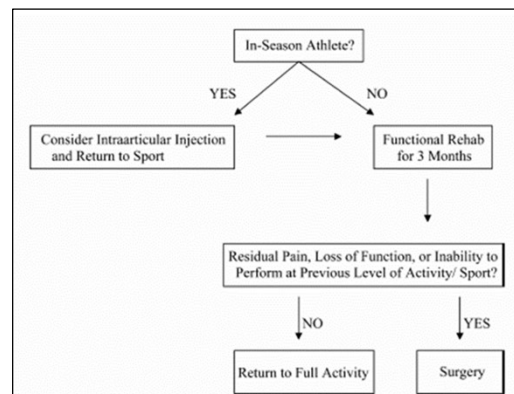 In-Season Athlete?
YES
NO
Consider Intraarticular Injection
and Return to Sport
Functional Rehab
for 3 Months
Residual Pain, Loss of Function, or Inability to
Perform at Previous Level of Activity/ Sport?
NO
YES
Return to Full Activity
Surgery